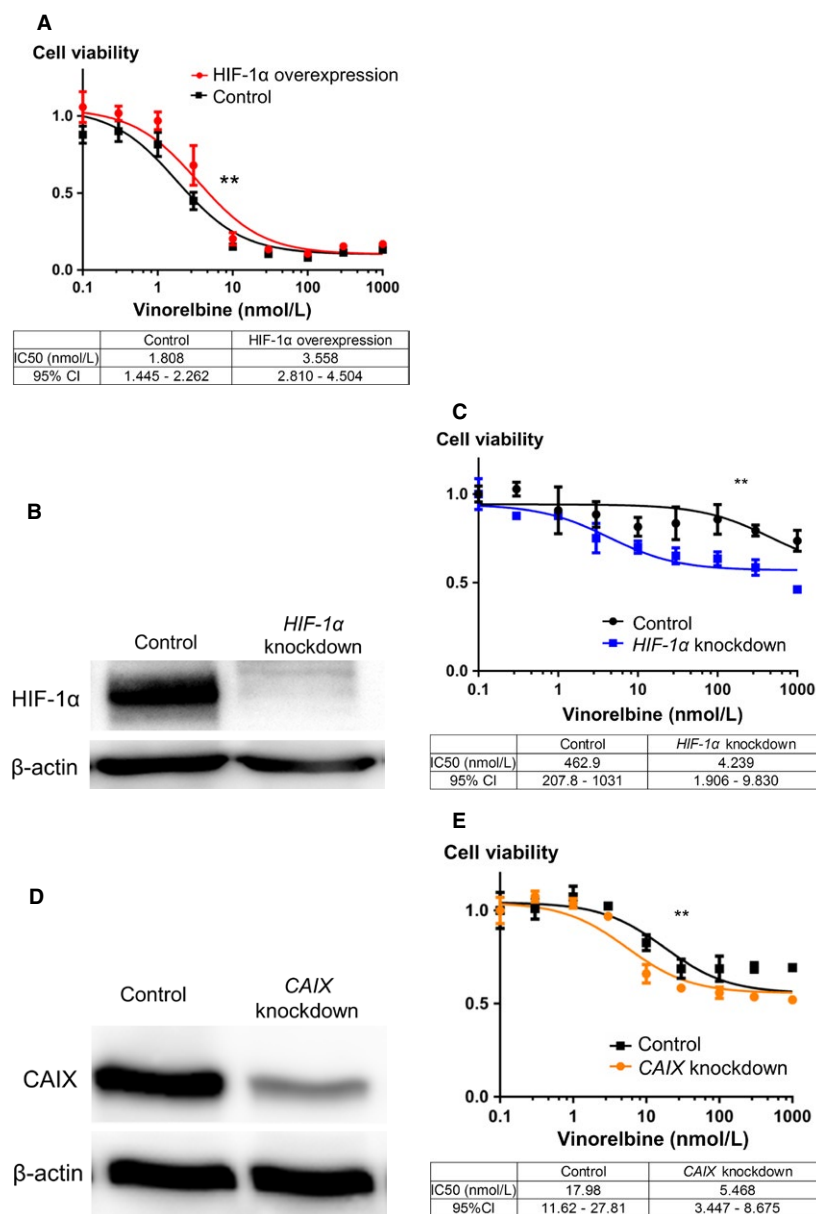 A
Cell viability
HIF-1α overexpression
Control
1.0
0.5
0.0
**
0.1 1 10 100 1000
Vinorelbine (nmol/L)
Control HIF-1α overexpression
IC50 (nmol/L) 1.808 3.558
95% CI 1.445 - 2.262 2.810 - 4.504
B
Control HIF-1α knockdown
HIF-1α
β-actin
C
Cell viability
**
1.0
0.5
0.0
Control
HIF-1α knockdown
0.1 1 10 100 1000
Vinorelbine (nmol/L)
Control HIF-1α knockdown
IC50 (nmol/L) 462.9 4.239
95% CI 207.8 - 1031 1.906 - 9.830
D
Control CAIX knockdown
CAIX
β-actin
E
Cell viability
**
1.0
0.5
0.0
Control
CAIX knockdown
0.1 1 10 100 1000
Vinorelbine (nmol/L)
Control CAIX knockdown
IC50 (nmol/L) 17.98 5.468
95%CI 11.62 - 27.81 3.447 - 8.675